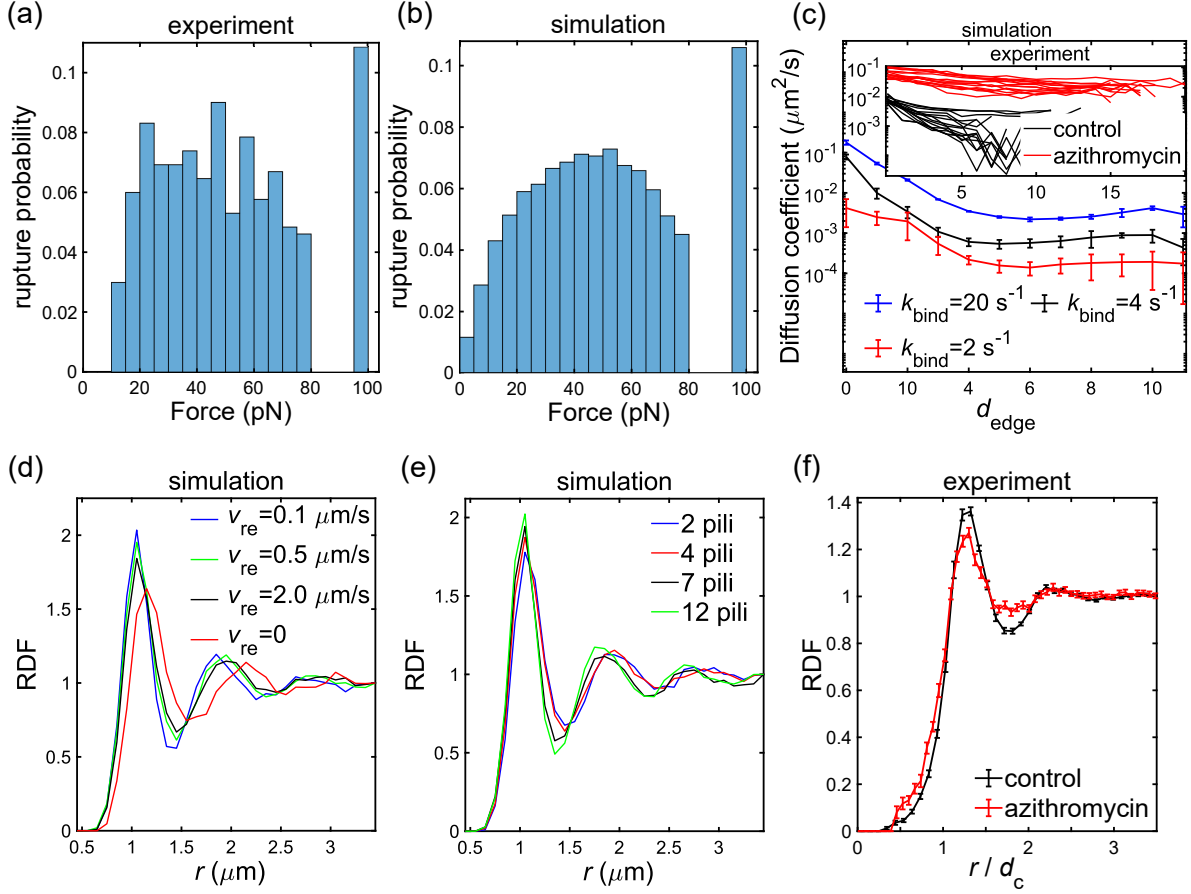 (a)
experiment
rupture probability
0.1
0.08
0.06
0.04
0.02
0
0 20 40 60 80 100
Force (pN)
(b)
simulation
rupture probability
0.1
0.08
0.06
0.04
0.02
0
0 20 40 60 80 100
Force (pN)
(c)
simulation
experiment
Diffusion coefficient (μm²/s)
10⁻¹
10⁻²
10⁻³
10⁻¹
10⁻²
10⁻³
10⁻⁴
control
azithromycin
5 10 15
k_bind=20 s⁻¹
k_bind=4 s⁻¹
k_bind=2 s⁻¹
0 10 4 6 8 10
d_edge
(d)
simulation
RDF
2
1.5
1
0.5
0
v_re=0.1 μm/s
v_re=0.5 μm/s
v_re=2.0 μm/s
v_re=0
0.5 1 1.5 2 2.5 3
r (μm)
(e)
simulation
RDF
2
1.5
1
0.5
0
2 pili
4 pili
7 pili
12 pili
0.5 1 1.5 2 2.5 3
r (μm)
(f)
experiment
RDF
1.4
1.2
1
0.8
0.6
0.4
0.2
0
control
azithromycin
0 1 2 3
r / d_c